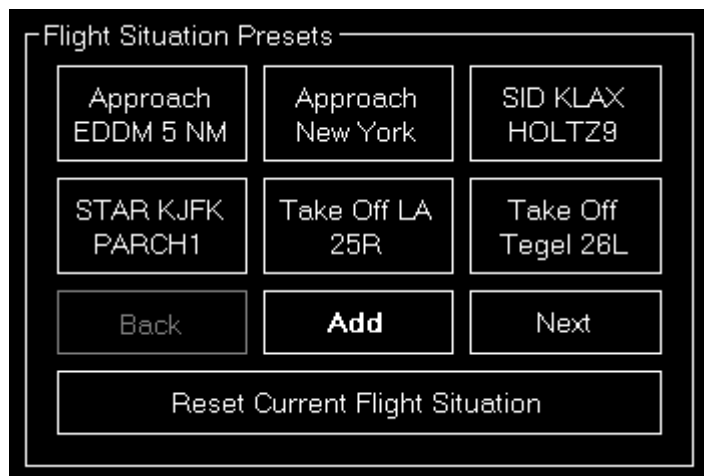 Flight Situation Presets
Approach
EDDM 5 NM
Approach
New York
SID KLAX
HOLTZ9
STAR KJFK
PARCH1
Take Off LA
25R
Take Off
Tegel 26L
Back
Add
Next
Reset Current Flight Situation